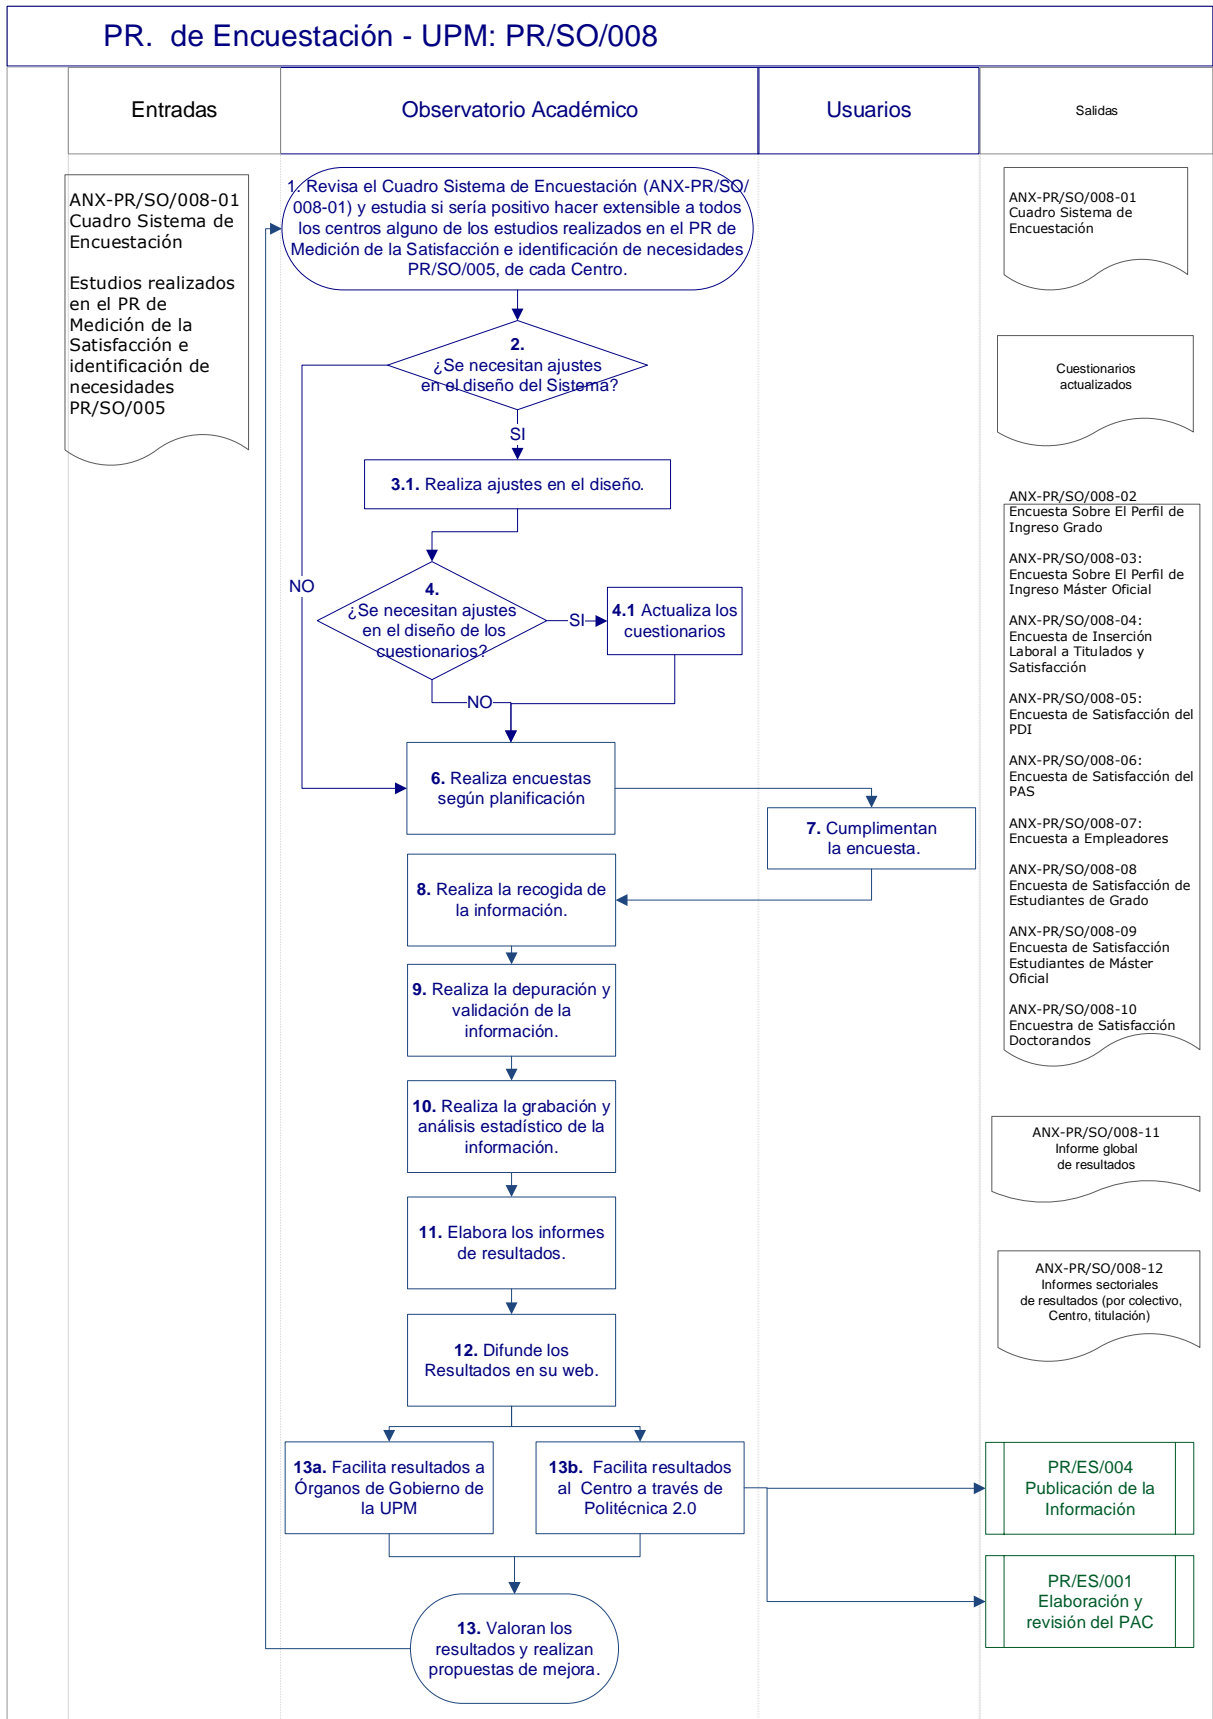 PR. de Encuestación - UPM: PR/SO/008
Entradas
Observatorio Académico
Usuarios
Salidas
ANX-PR/SO/008-01
Cuadro Sistema de
Encuestación
Estudios realizados
en el PR de
Medición de la
Satisfacción e
identificación de
necesidades
PR/SO/005
1. Revisa el Cuadro Sistema de Encuestación (ANX-PR/SO/
008-01) y estudia si sería positivo hacer extensible a todos
los centros alguno de los estudios realizados en el PR de
Medición de la Satisfacción e identificación de necesidades
PR/SO/005, de cada Centro.
2.
¿Se necesitan ajustes
en el diseño del Sistema?
SI
NO
3.1. Realiza ajustes en el diseño.
4.
¿Se necesitan ajustes
en el diseño de los
cuestionarios?
SI
4.1 Actualiza los
cuestionarios
NO
6. Realiza encuestas
según planificación
7. Cumplimentan
la encuesta.
8. Realiza la recogida de
la información.
9. Realiza la depuración y
validación de la
información.
10. Realiza la grabación y
análisis estadístico de la
información.
11. Elabora los informes
de resultados.
12. Difunde los
Resultados en su web.
13a. Facilita resultados a
Órganos de Gobierno de
la UPM
13b. Facilita resultados
al Centro a través de
Politécnica 2.0
13. Valoran los
resultados y realizan
propuestas de mejora.
ANX-PR/SO/008-01
Cuadro Sistema de
Encuestación
Cuestionarios
actualizados
ANX-PR/SO/008-02
Encuesta Sobre El Perfil de
Ingreso Grado
ANX-PR/SO/008-03:
Encuesta Sobre El Perfil de
Ingreso Máster Oficial
ANX-PR/SO/008-04:
Encuesta de Inserción
Laboral a Titulados y
Satisfacción
ANX-PR/SO/008-05:
Encuesta de Satisfacción del
PDI
ANX-PR/SO/008-06:
Encuesta de Satisfacción del
PAS
ANX-PR/SO/008-07:
Encuesta a Empleadores
ANX-PR/SO/008-08
Encuesta de Satisfacción de
Estudiantes de Grado
ANX-PR/SO/008-09
Encuesta de Satisfacción
Estudiantes de Máster
Oficial
ANX-PR/SO/008-10
Encuestra de Satisfacción
Doctorandos
ANX-PR/SO/008-11
Informe global
de resultados
ANX-PR/SO/008-12
Informes sectoriales
de resultados (por colectivo,
Centro, titulación)
PR/ES/004
Publicación de la
Información
PR/ES/001
Elaboración y
revisión del PAC